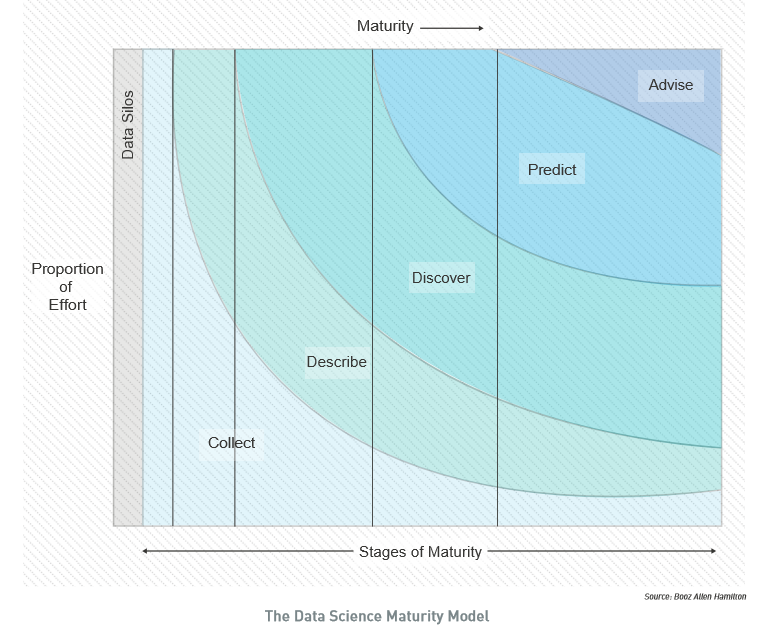 Maturity
Data Silos
Advise
Predict
Proportion
of
Effort
Discover
Describe
Collect
Stages of Maturity
Source: Booz Allen Hamilton
The Data Science Maturity Model